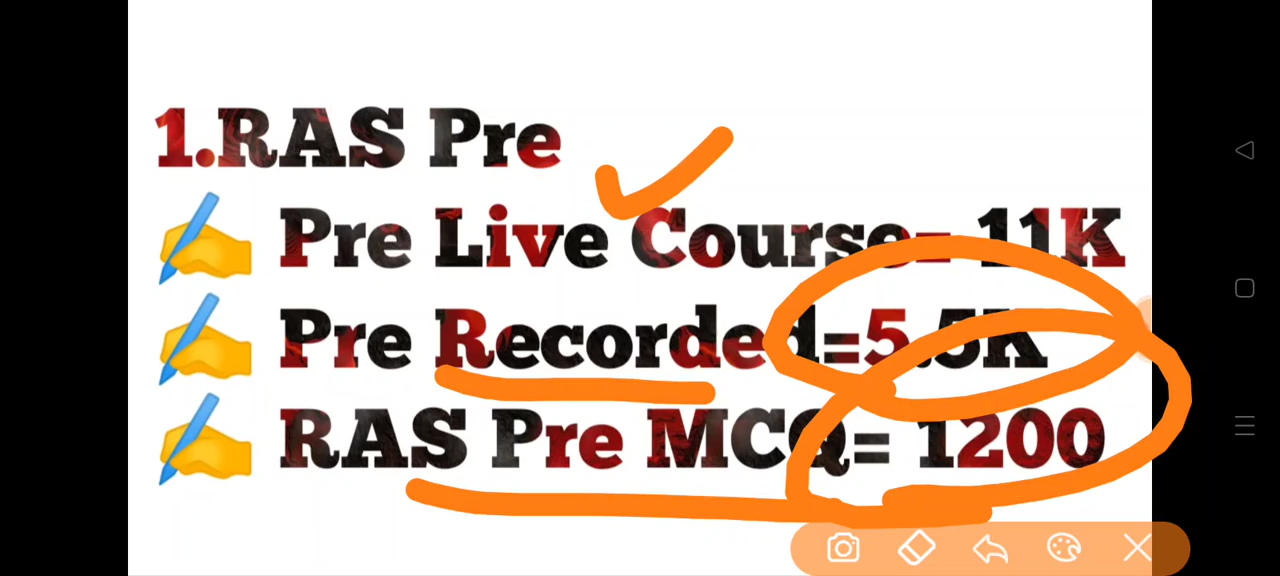 1.RAS Pre
✍ Pre Live Course= 11K
✍ Pre Recorded=5.5K
✍ RAS Pre MCQ= 1200